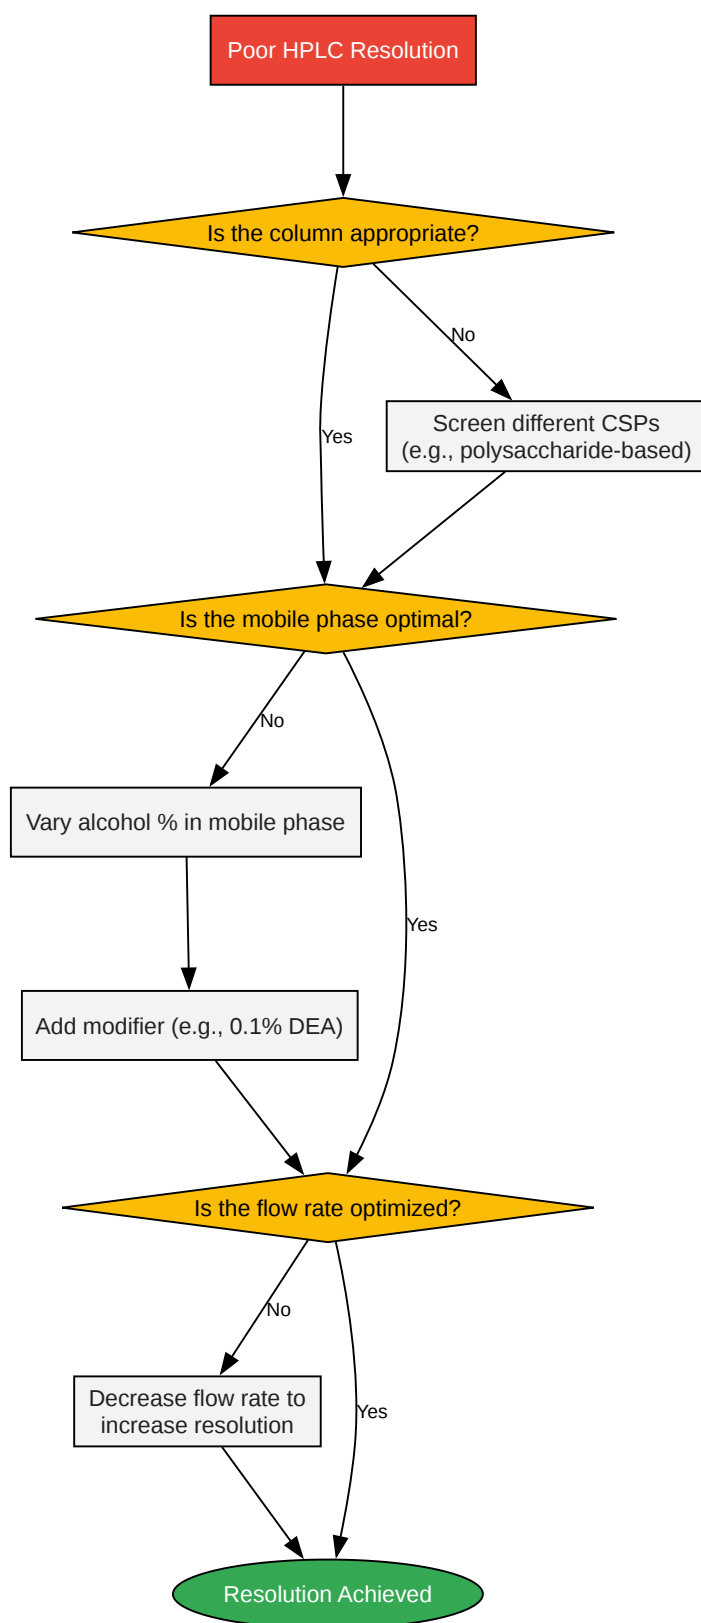 Poor HPLC Resolution
Is the column appropriate?
No
Yes
Screen different CSPs
(e.g., polysaccharide-based)
Is the mobile phase optimal?
No
Vary alcohol % in mobile phase
Yes
Add modifier (e.g., 0.1% DEA)
Is the flow rate optimized?
No
Decrease flow rate to
increase resolution
Yes
Resolution Achieved